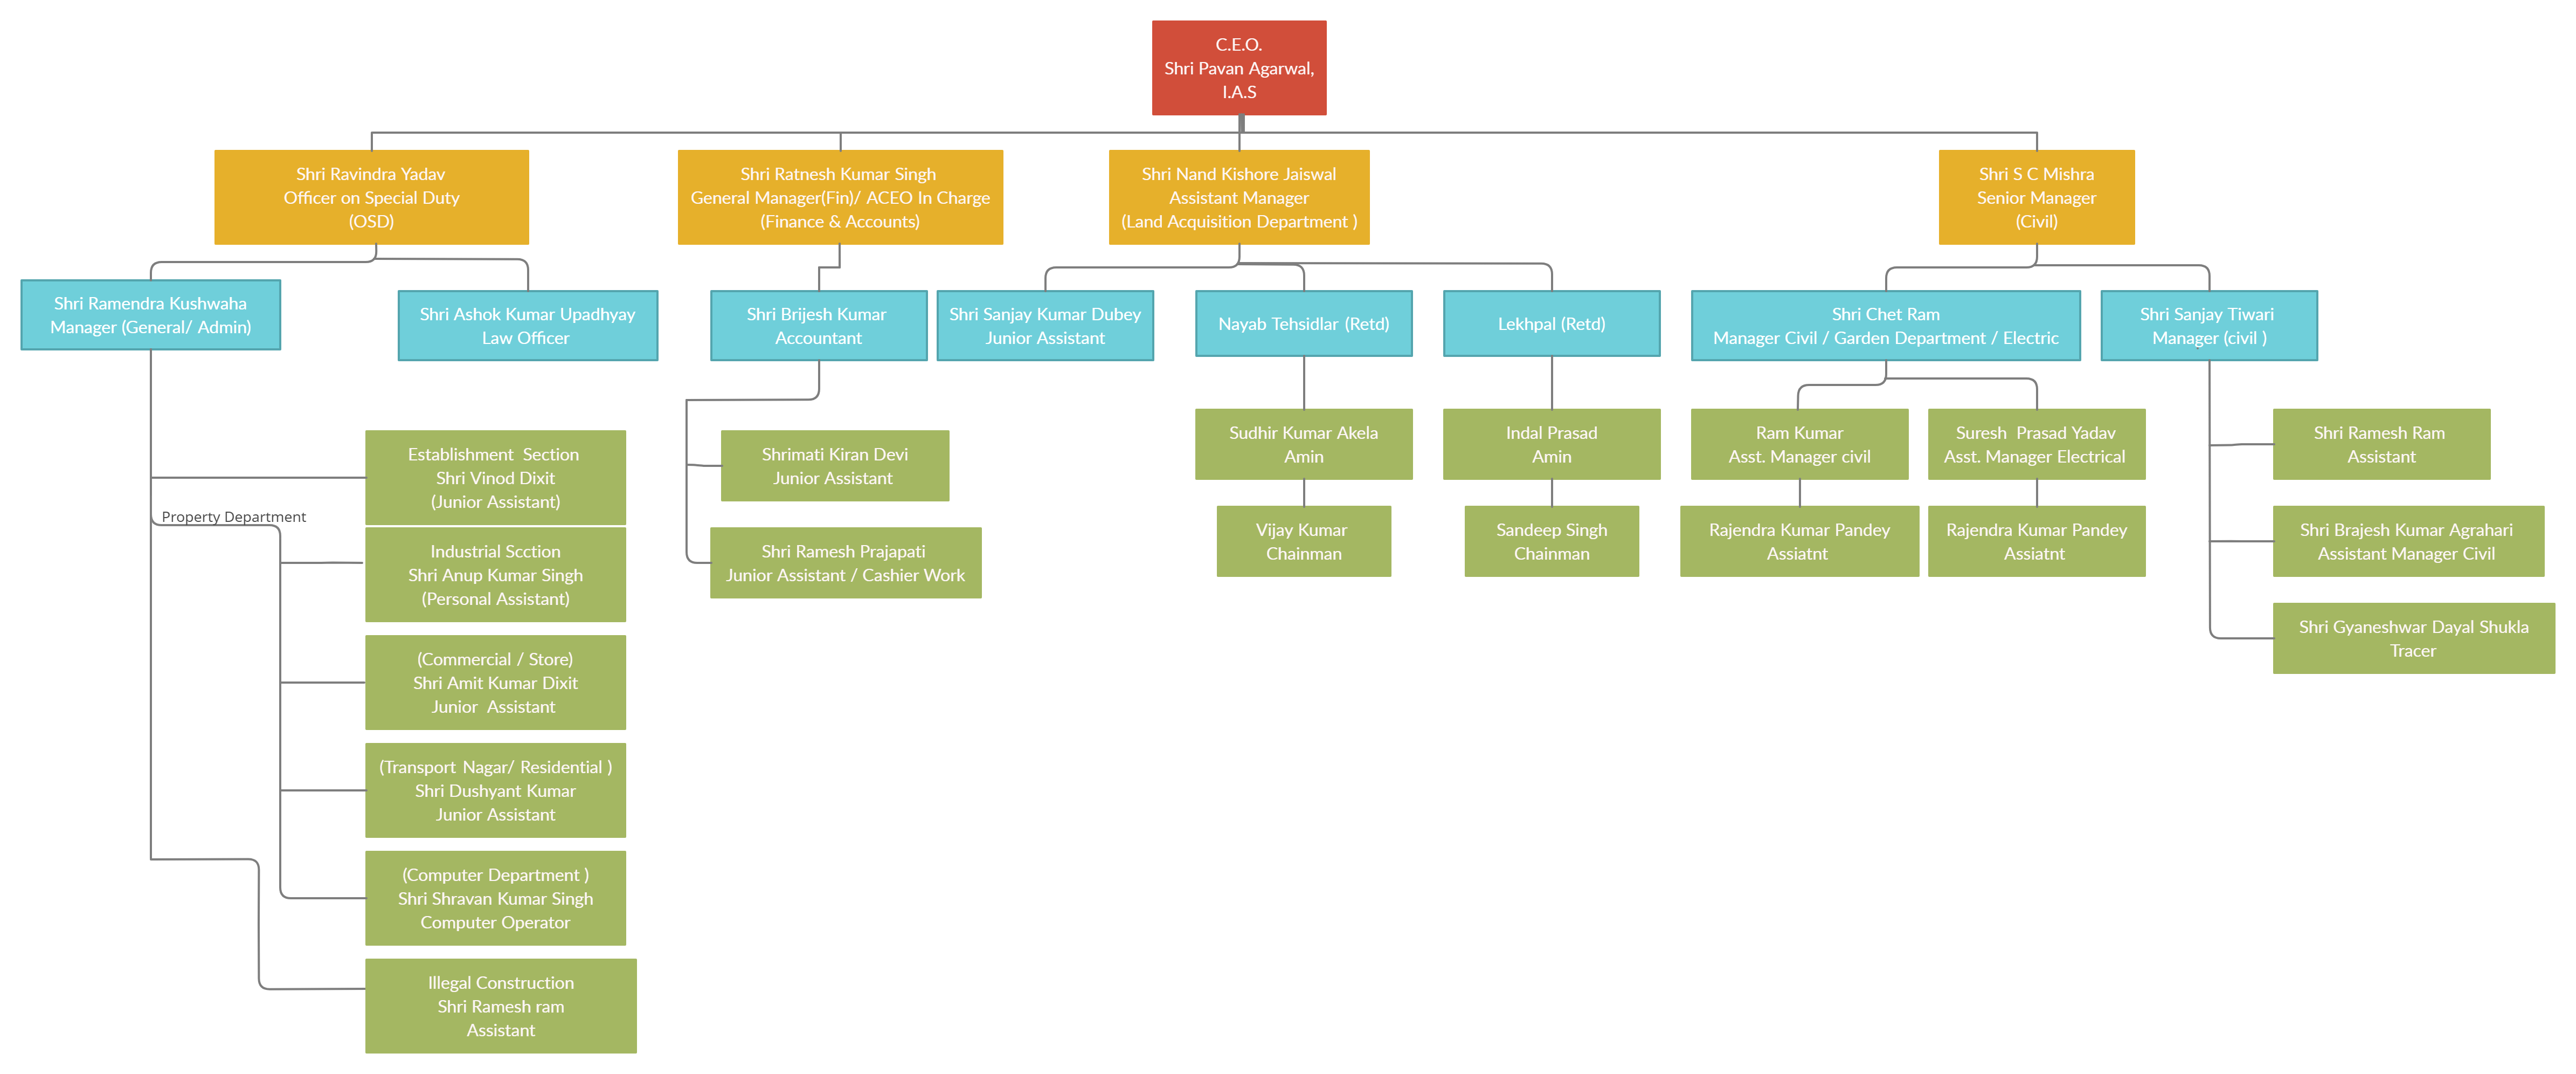 C.E.O.
Shri Pavan Agarwal,
I.A.S
Shri Ravindra Yadav
Officer on Special Duty
(OSD)
Shri Ratnesh Kumar Singh
General Manager(Fin)/ ACEO In Charge
(Finance & Accounts)
Shri Nand Kishore Jaiswal
Assistant Manager
(Land Acquisition Department )
Shri S C Mishra
Senior Manager
(Civil)
Shri Ramendra Kushwaha
Manager (General/ Admin)
Shri Ashok Kumar Upadhyay
Law Officer
Shri Brijesh Kumar
Accountant
Shri Sanjay Kumar Dubey
Junior Assistant
Nayab Tehsidlar (Retd)
Lekhpal (Retd)
Shri Chet Ram
Manager Civil / Garden Department / Electric
Shri Sanjay Tiwari
Manager (civil )
Establishment  Section
Shri Vinod Dixit
(Junior Assistant)
Property Department
Industrial Scction
Shri Anup Kumar Singh
(Personal Assistant)
(Commercial / Store)
Shri Amit Kumar Dixit
Junior  Assistant
(Transport Nagar/ Residential )
Shri Dushyant Kumar
Junior Assistant
(Computer Department )
Shri Shravan Kumar Singh
Computer Operator
Illegal Construction
Shri Ramesh ram
Assistant
Shrimati Kiran Devi
Junior Assistant
Shri Ramesh Prajapati
Junior Assistant / Cashier Work
Sudhir Kumar Akela
Amin
Vijay Kumar
Chainman
Indal Prasad
Amin
Sandeep Singh
Chainman
Ram Kumar
Asst. Manager civil
Rajendra Kumar Pandey
Assiatnt
Suresh  Prasad Yadav
Asst. Manager Electrical
Rajendra Kumar Pandey
Assiatnt
Shri Ramesh Ram
Assistant
Shri Brajesh Kumar Agrahari
Assistant Manager Civil
Shri Gyaneshwar Dayal Shukla
Tracer